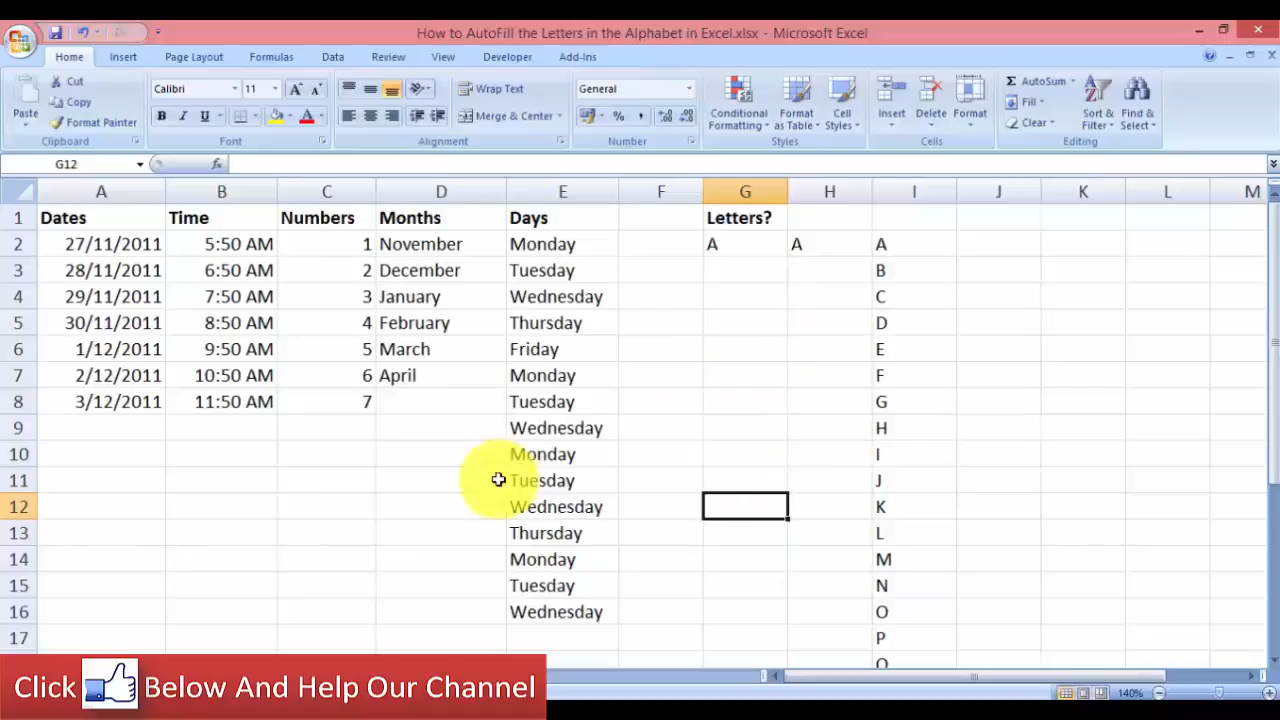 How to AutoFill the Letters in the Alphabet in Excel.xlsx - Microsoft Excel
Home Insert Page Layout Formulas Data Review View Developer Add-Ins
Paste Cut Copy Format Painter Calibri 11 B I U A Wrap Text Merge & Center General % , Conditional Formatting Format as Table Cell Styles Insert Delete Format Σ AutoSum Fill Clear Sort & Filter Find & Select
Clipboard Font Alignment Number Styles Cells Editing
G12 fx
A B C D E F G H I J K L M
1 Dates Time Numbers Months Days Letters?
2 27/11/2011 5:50 AM 1 November Monday A A A
3 28/11/2011 6:50 AM 2 December Tuesday B
4 29/11/2011 7:50 AM 3 January Wednesday C
5 30/11/2011 8:50 AM 4 February Thursday D
6 1/12/2011 9:50 AM 5 March Friday E
7 2/12/2011 10:50 AM 6 April Monday F
8 3/12/2011 11:50 AM 7 Tuesday G
9 Wednesday H
10 Monday I
11 Tuesday J
12 Wednesday K
13 Thursday L
14 Monday M
15 Tuesday N
16 Wednesday O
17 P
Q
Click Below And Help Our Channel
140%